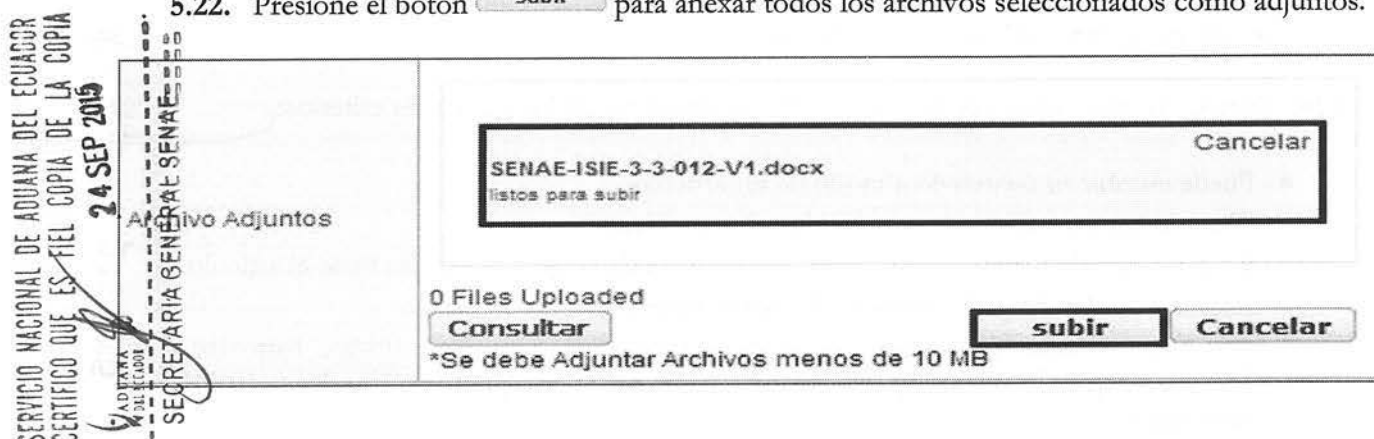 5.22. Presione el botón subir para anexar todos los archivos seleccionados como adjuntos.
SERVICIO NACIONAL DE ADUANA DEL ECUADOR
CERTIFICO QUE ES FIEL COPIA DE LA COPIA
24 SEP 2015
ADUANA
DEL ECUADOR
SECRETARIA GENERAL SENAE
Archivo Adjuntos
Cancelar
SENAE-ISIE-3-3-012-V1.docx
listos para subir
0 Files Uploaded
Consultar
subir
Cancelar
*Se debe Adjuntar Archivos menos de 10 MB